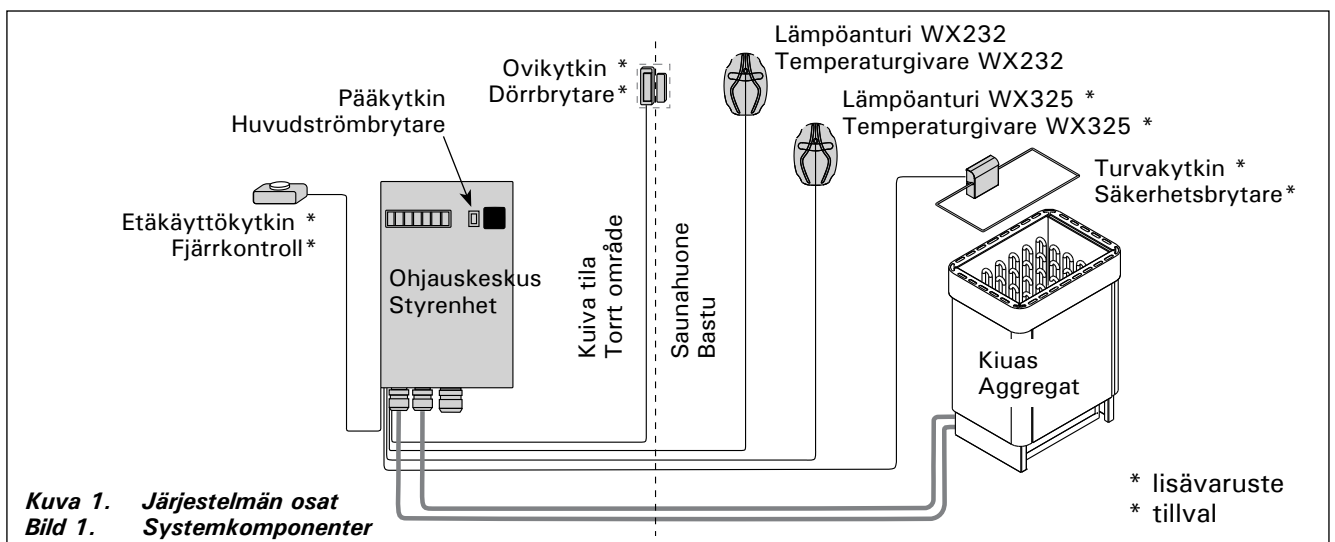 Lämpöanturi WX232
Temperaturgivare WX232
Ovikytkin *
Dörrbrytare*
Pääkytkin
Huvudströmbrytare
Lämpöanturi WX325 *
Temperaturgivare WX325 *
Turvakytkin *
Säkerhetsbrytare*
Etäkäyttökytkin *
Fjärrkontroll*
Ohjauskeskus
Styrenhet
Kuiva tila
Torrt område
Saunahuone
Bastu
Kiuas
Aggregat
* lisävaruste
* tillval
Kuva 1. Järjestelmän osat
Bild 1. Systemkomponenter